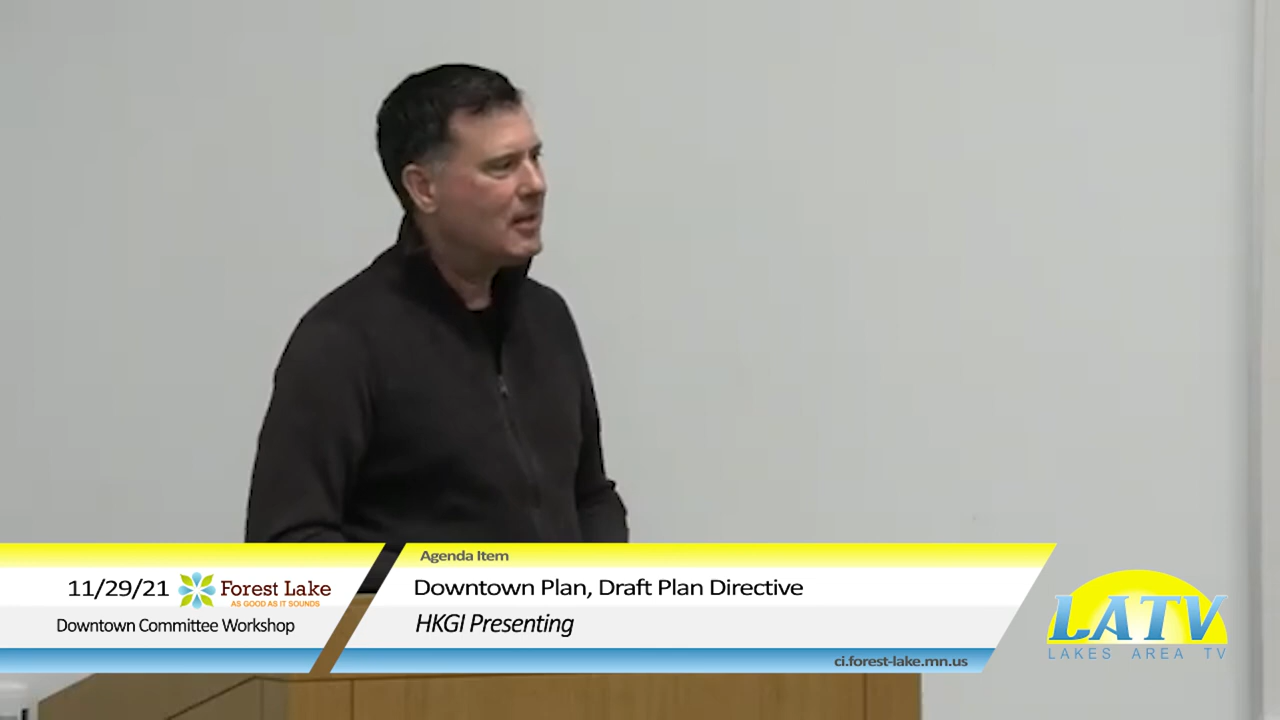 Agenda Item
11/29/21 Forest Lake
AS GOOD AS IT SOUNDS
Downtown Plan, Draft Plan Directive
Downtown Committee Workshop
HKGI Presenting
ci.forest-lake.mn.us
LATV
LAKES AREA TV